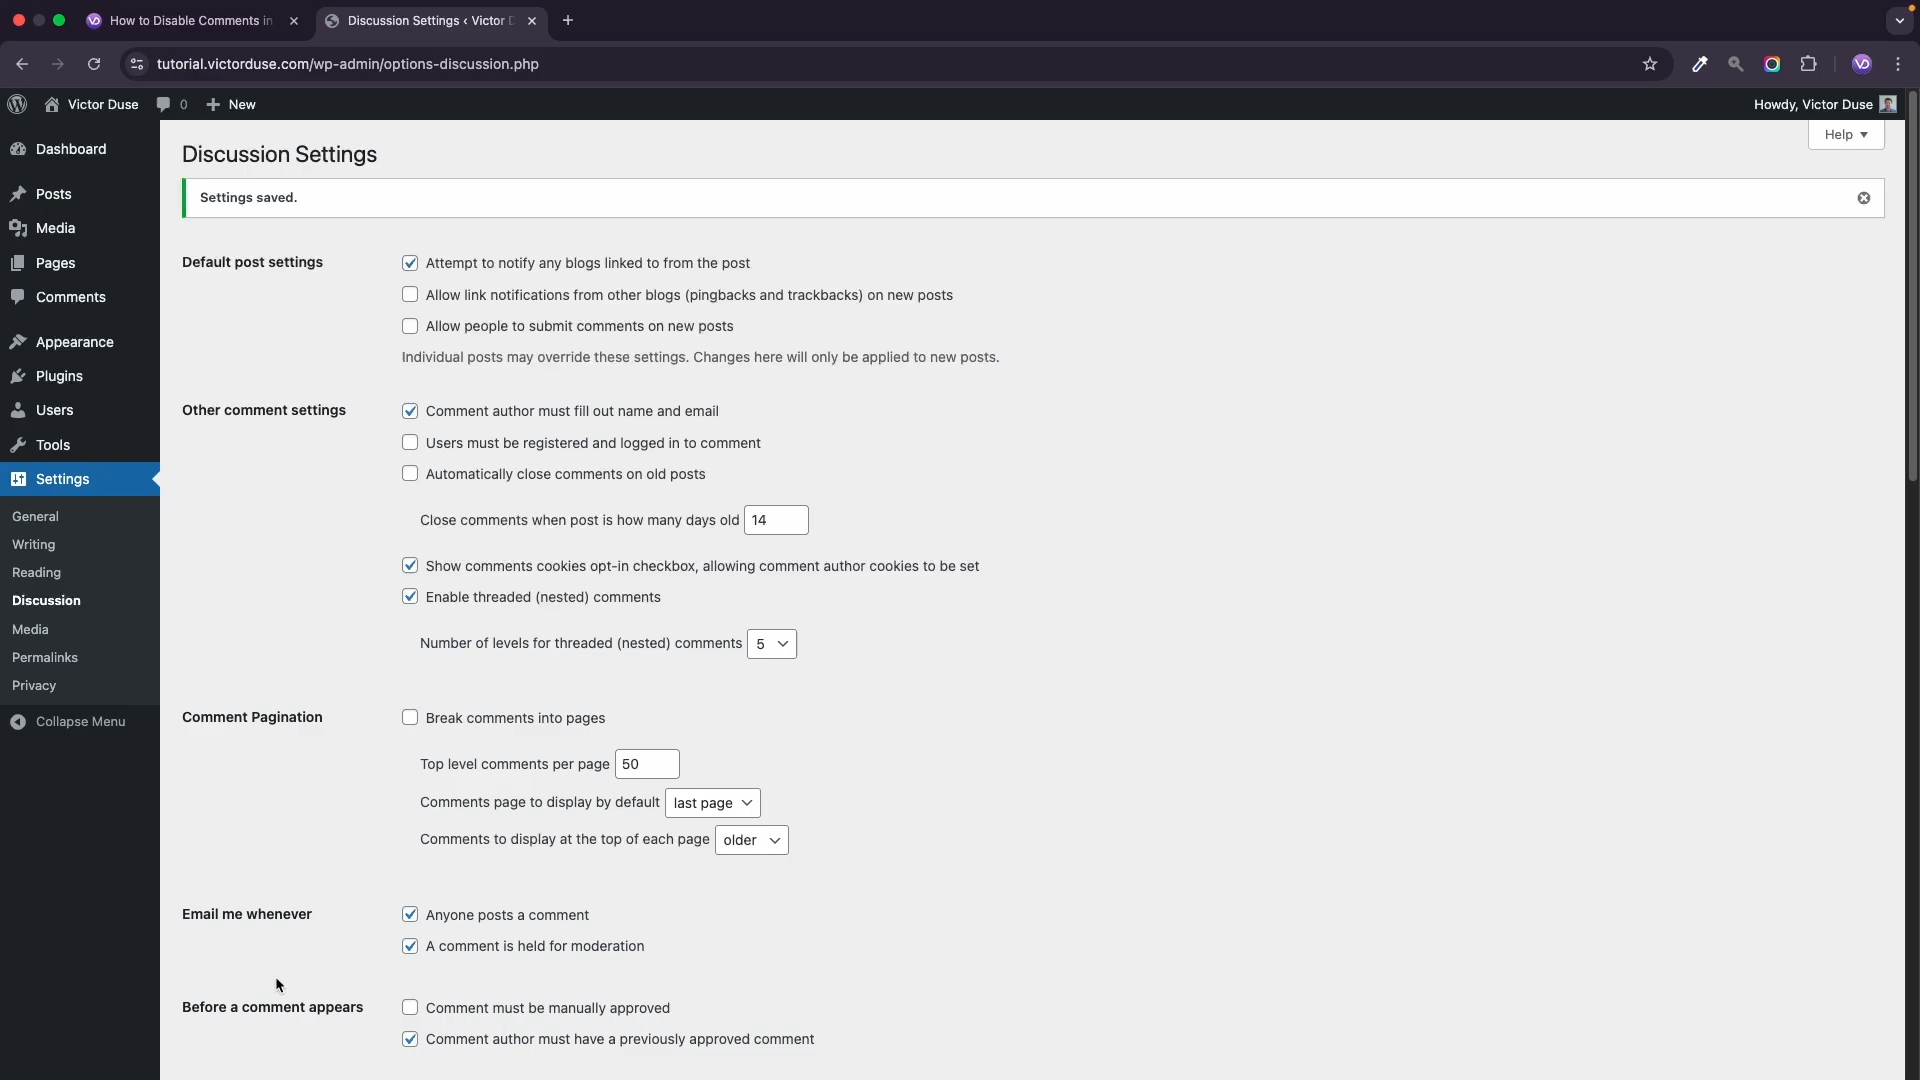 How to Disable Comments in
Discussion Settings ‹ Victor D
tutorial.victorduse.com/wp-admin/options-discussion.php
Victor Duse
0
New
Howdy, Victor Duse
Help
Dashboard
Posts
Media
Pages
Comments
Appearance
Plugins
Users
Tools
Settings
General
Writing
Reading
Discussion
Media
Permalinks
Privacy
Collapse Menu
Discussion Settings
Settings saved.
Default post settings
Attempt to notify any blogs linked to from the post
Allow link notifications from other blogs (pingbacks and trackbacks) on new posts
Allow people to submit comments on new posts
Individual posts may override these settings. Changes here will only be applied to new posts.
Other comment settings
Comment author must fill out name and email
Users must be registered and logged in to comment
Automatically close comments on old posts
Close comments when post is how many days old 14
Show comments cookies opt-in checkbox, allowing comment author cookies to be set
Enable threaded (nested) comments
Number of levels for threaded (nested) comments 5
Comment Pagination
Break comments into pages
Top level comments per page 50
Comments page to display by default last page
Comments to display at the top of each page older
Email me whenever
Anyone posts a comment
A comment is held for moderation
Before a comment appears
Comment must be manually approved
Comment author must have a previously approved comment